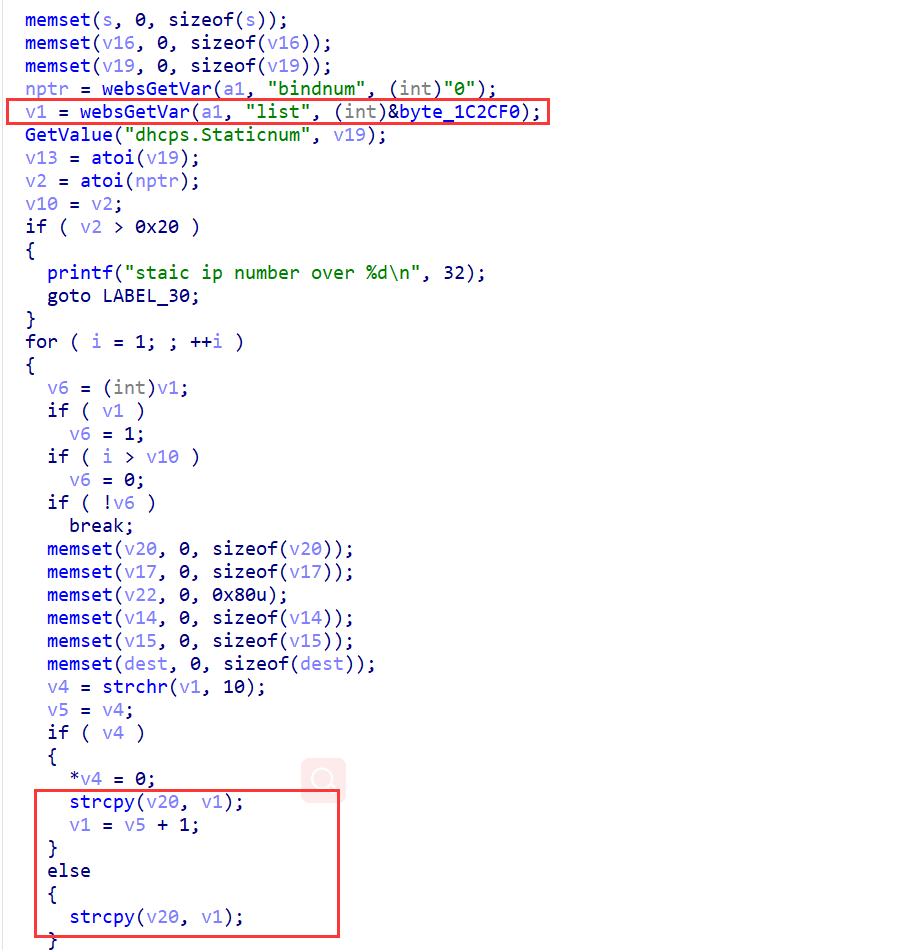 memset(s, 0, sizeof(s));
memset(v16, 0, sizeof(v16));
memset(v19, 0, sizeof(v19));
nptr = websGetVar(a1, "bindnum", (int)"0");
v1 = websGetVar(a1, "list", (int)&byte_1C2CF0);
GetValue("dhcps.Staticnum", v19);
v13 = atoi(v19);
v2 = atoi(nptr);
v10 = v2;
if ( v2 > 0x20 )
{
  printf("staic ip number over %d\n", 32);
  goto LABEL_30;
}
for ( i = 1; ; ++i )
{
  v6 = (int)v1;
  if ( v1 )
    v6 = 1;
  if ( i > v10 )
    v6 = 0;
  if ( !v6 )
    break;
  memset(v20, 0, sizeof(v20));
  memset(v17, 0, sizeof(v17));
  memset(v22, 0, 0x80u);
  memset(v14, 0, sizeof(v14));
  memset(v15, 0, sizeof(v15));
  memset(dest, 0, sizeof(dest));
  v4 = strchr(v1, 10);
  v5 = v4;
  if ( v4 )
  {
    *v4 = 0;
    strcpy(v20, v1);
    v1 = v5 + 1;
  }
  else
  {
    strcpy(v20, v1);
  }